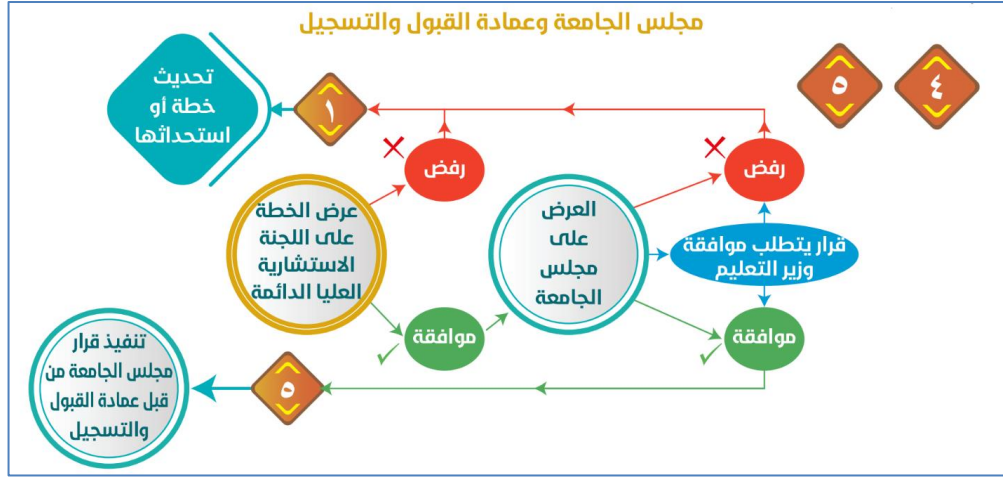 مجلس الجامعة وعمادة القبول والتسجيل
٤
٥
١
تحديث
خطة أو
استحداثها
رفض
رفض
عرض الخطة
على اللجنة
الاستشارية
العليا الدائمة
العرض
على
مجلس
الجامعة
قرار يتطلب موافقة
وزير التعليم
موافقة
موافقة
٥
تنفيذ قرار
مجلس الجامعة من
قبل عمادة القبول
والتسجيل